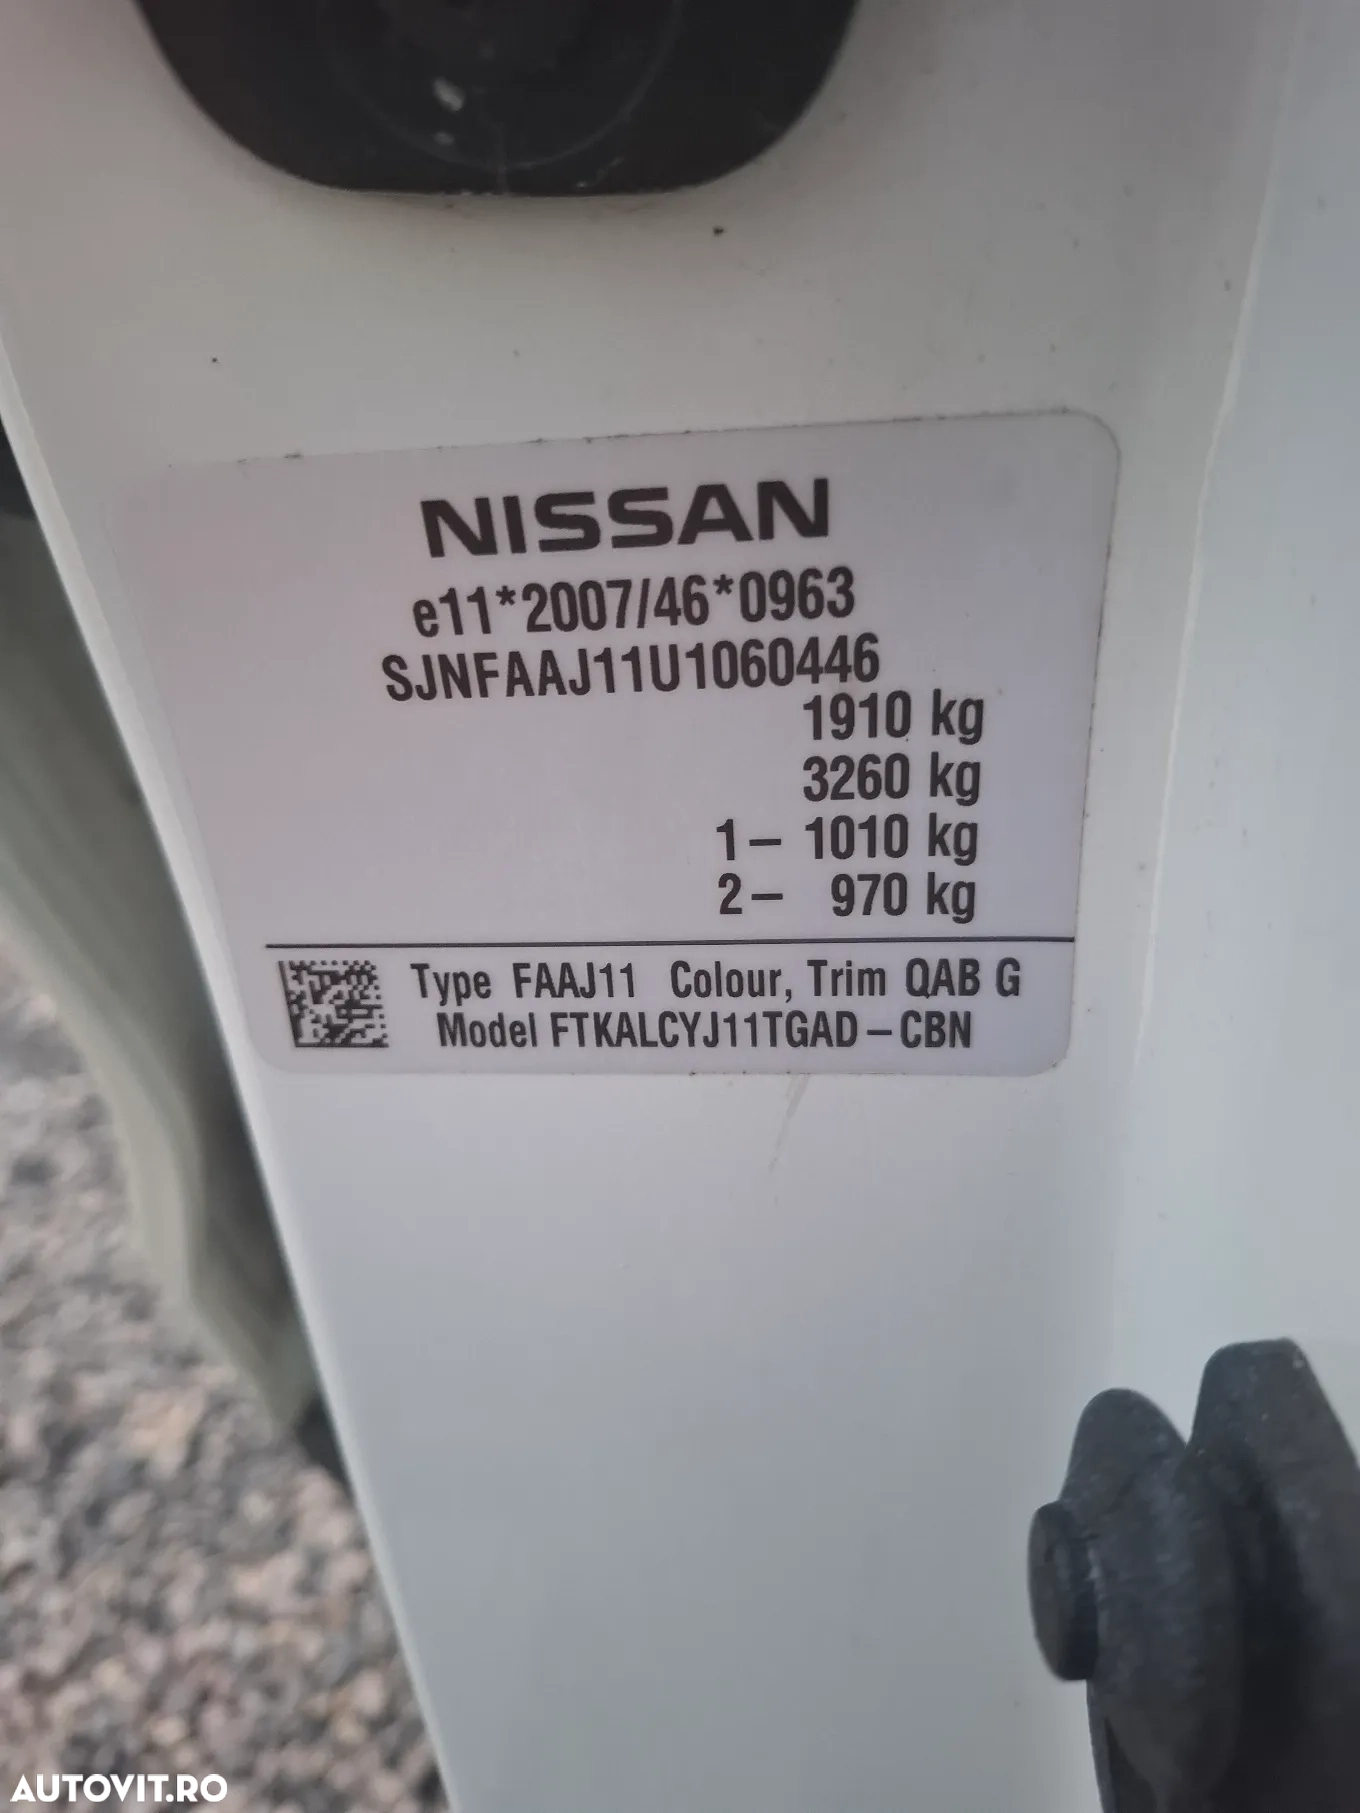 NISSAN
e11*2007/46*0963
SJNFAAJ11U1060446
1910 kg
3260 kg
1– 1010 kg
2– 970 kg
Type FAAJ11 Colour, Trim QAB G
Model FTKALCYJ11TGAD–CBN
AUTOVIT.RO